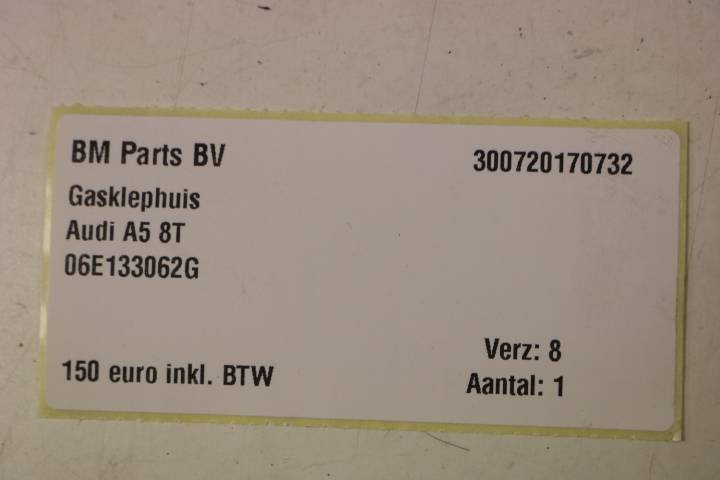 BM Parts BV
300720170732
Gasklephuis
Audi A5 8T
06E133062G
Verz: 8
150 euro inkl. BTW
Aantal: 1